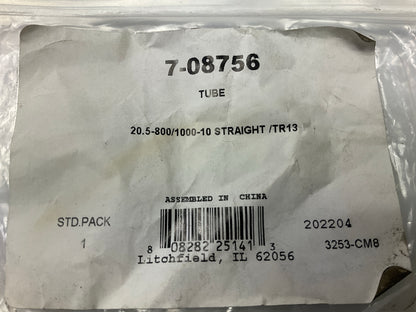 7-08756
TUBE
20.5-800/1000-10 STRAIGHT /TR13
ASSEMBLED IN CHINA
STD.PACK
1
8 08282 25141 3
Litchfield, IL 62056
202204
3253-CM8